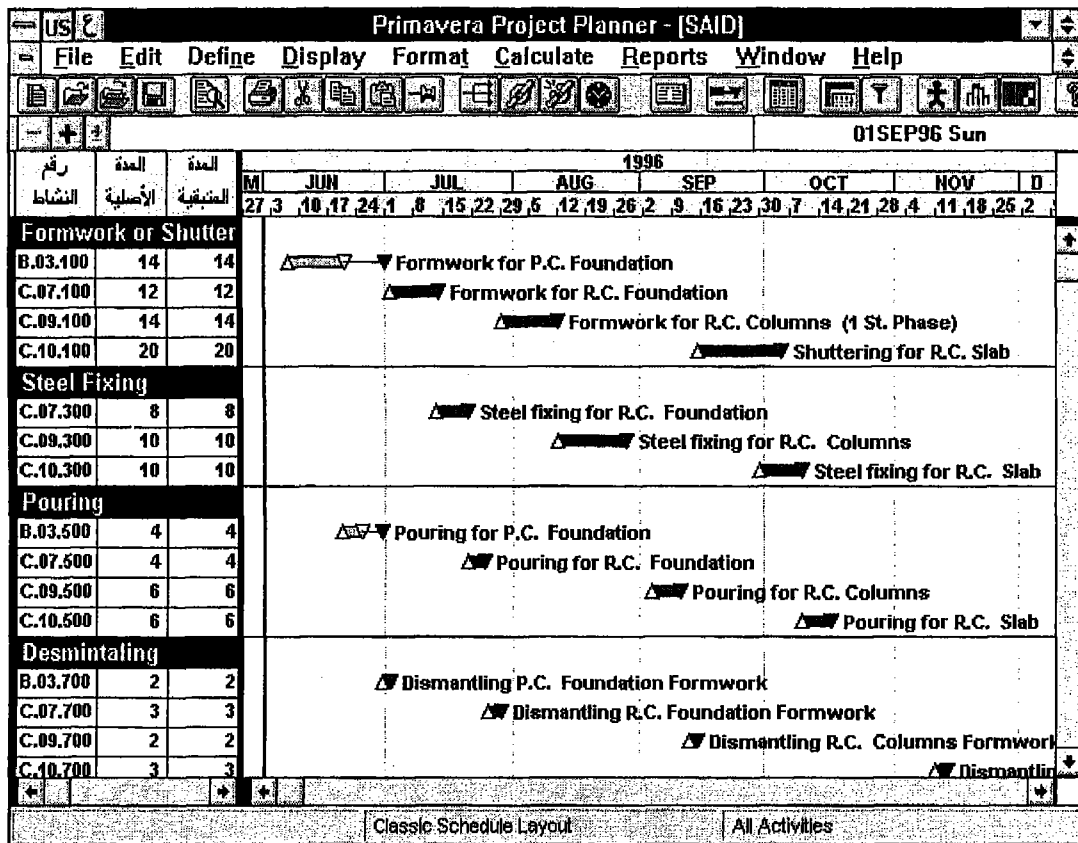 US ع Primavera Project Planner - [SAID]
File Edit Define Display Format Calculate Reports Window Help
01SEP96 Sun
رقم النشاط المدة الأصلية المدة المتبقية
1996
M JUN JUL AUG SEP OCT NOV D
27 3 10 17 24 1 8 15 22 29 5 12 19 26 2 9 16 23 30 7 14 21 28 4 11 18 25 2
Formwork or Shutter
B.03.100 14 14 Formwork for P.C. Foundation
C.07.100 12 12 Formwork for R.C. Foundation
C.09.100 14 14 Formwork for R.C. Columns (1 St. Phase)
C.10.100 20 20 Shuttering for R.C. Slab
Steel Fixing
C.07.300 8 8 Steel fixing for R.C. Foundation
C.09.300 10 10 Steel fixing for R.C. Columns
C.10.300 10 10 Steel fixing for R.C. Slab
Pouring
B.03.500 4 4 Pouring for P.C. Foundation
C.07.500 4 4 Pouring for R.C. Foundation
C.09.500 6 6 Pouring for R.C. Columns
C.10.500 6 6 Pouring for R.C. Slab
Desmintaling
B.03.700 2 2 Dismantling P.C. Foundation Formwork
C.07.700 3 3 Dismantling R.C. Foundation Formwork
C.09.700 2 2 Dismantling R.C. Columns Formwork
C.10.700 3 3 Dismantlin
Classic Schedule Layout All Activities